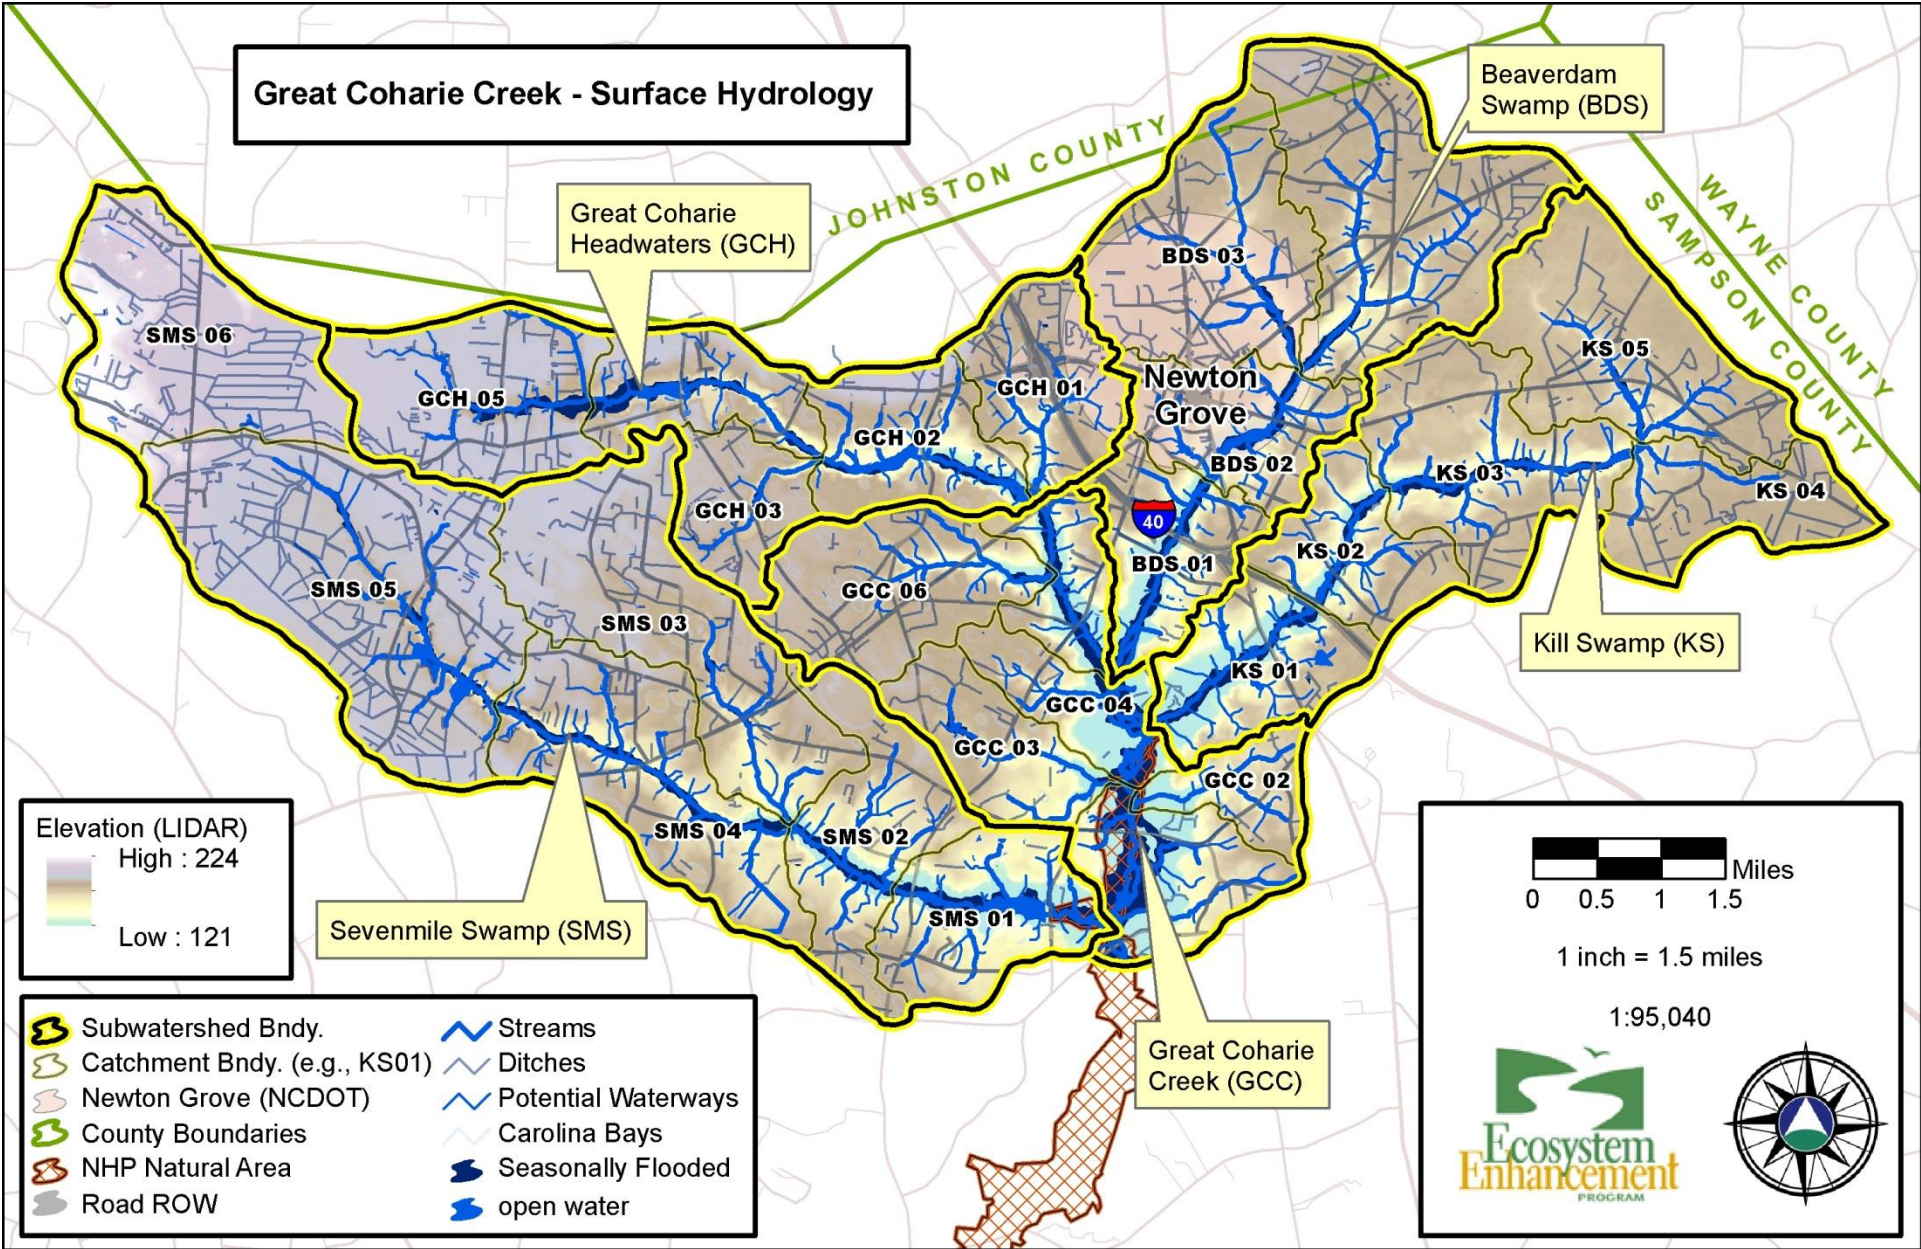 Great Coharie Creek - Surface Hydrology
Beaverdam
Swamp (BDS)
JOHNSTON COUNTY
WAYNE COUNTY
SAMPSON COUNTY
Great Coharie
Headwaters (GCH)
BDS 03
SMS 06
KS 05
GCH 05
GCH 01
Newton
Grove
GCH 02
BDS 02
KS 03
KS 04
GCH 03
40
KS 02
BDS 01
SMS 05
GCC 06
SMS 03
Kill Swamp (KS)
KS 01
GCC 04
GCC 03
GCC 02
SMS 04
SMS 02
SMS 01
Sevenmile Swamp (SMS)
Great Coharie
Creek (GCC)
Elevation (LIDAR)
High : 224
Low : 121
Subwatershed Bndy.
Catchment Bndy. (e.g., KS01)
Newton Grove (NCDOT)
County Boundaries
NHP Natural Area
Road ROW
Streams
Ditches
Potential Waterways
Carolina Bays
Seasonally Flooded
open water
Miles
0 0.5 1 1.5
1 inch = 1.5 miles
1:95,040
Ecosystem
Enhancement
PROGRAM